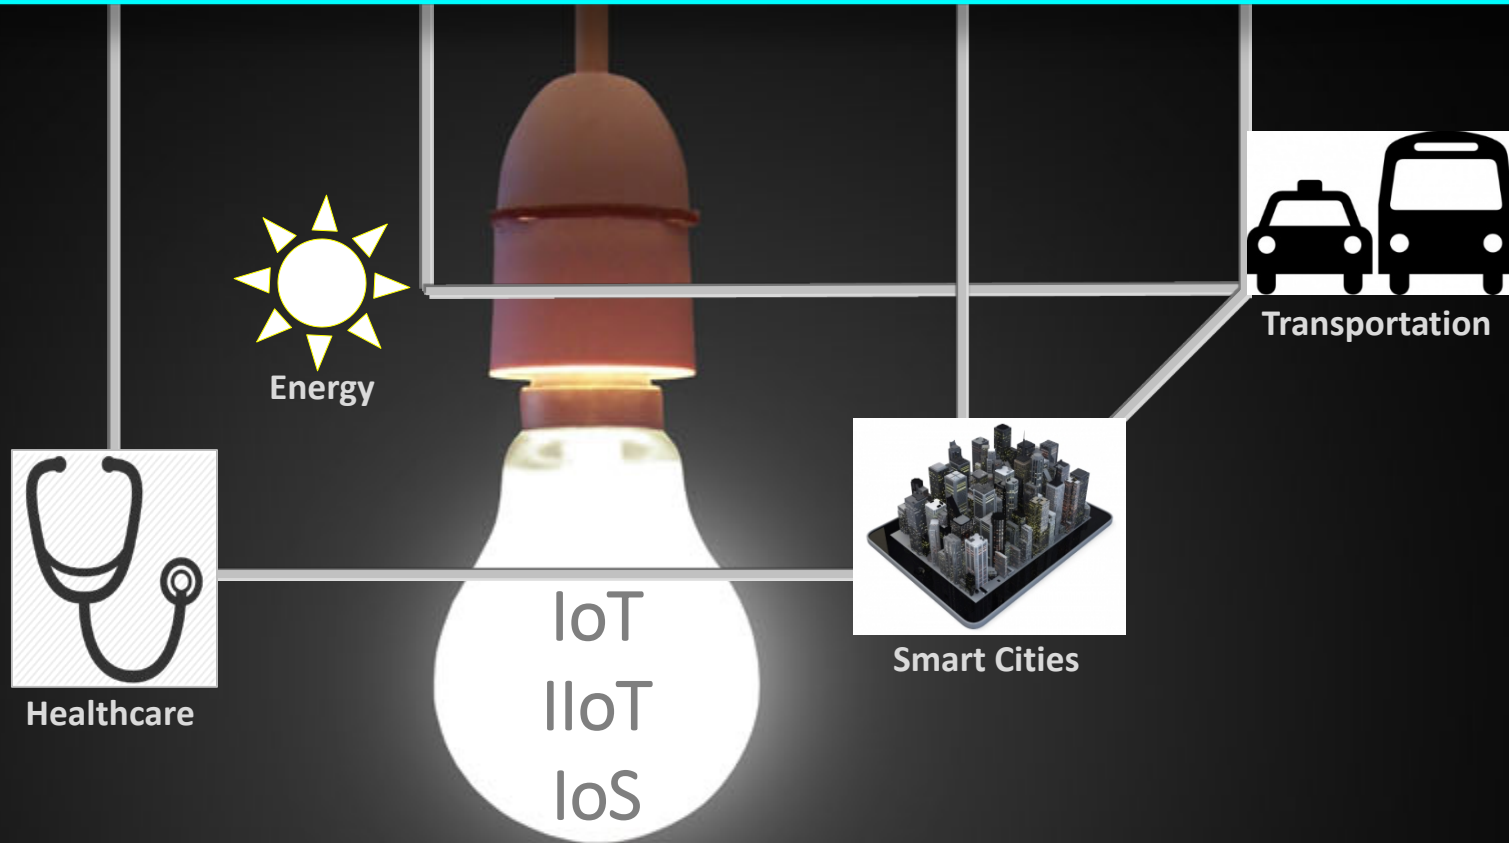 Transportation
Energy
Smart Cities
Healthcare
IoT
IIoT
IoS